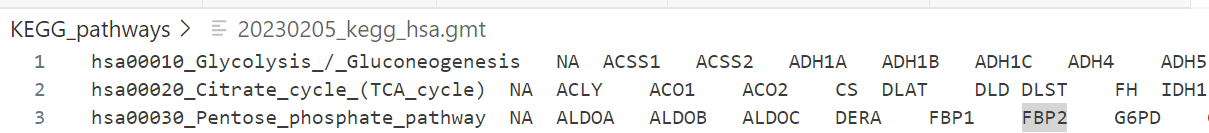 KEGG_pathways > 20230205_kegg_hsa.gmt
1 hsa00010_Glycolysis_/_Gluconeogenesis NA ACSS1 ACSS2 ADH1A ADH1B ADH1C ADH4 ADH5
2 hsa00020_Citrate_cycle_(TCA_cycle) NA ACLY ACO1 ACO2 CS DLAT DLD DLST FH IDH1
3 hsa00030_Pentose_phosphate_pathway NA ALDOA ALDOB ALDOC DERA FBP1 FBP2 G6PD